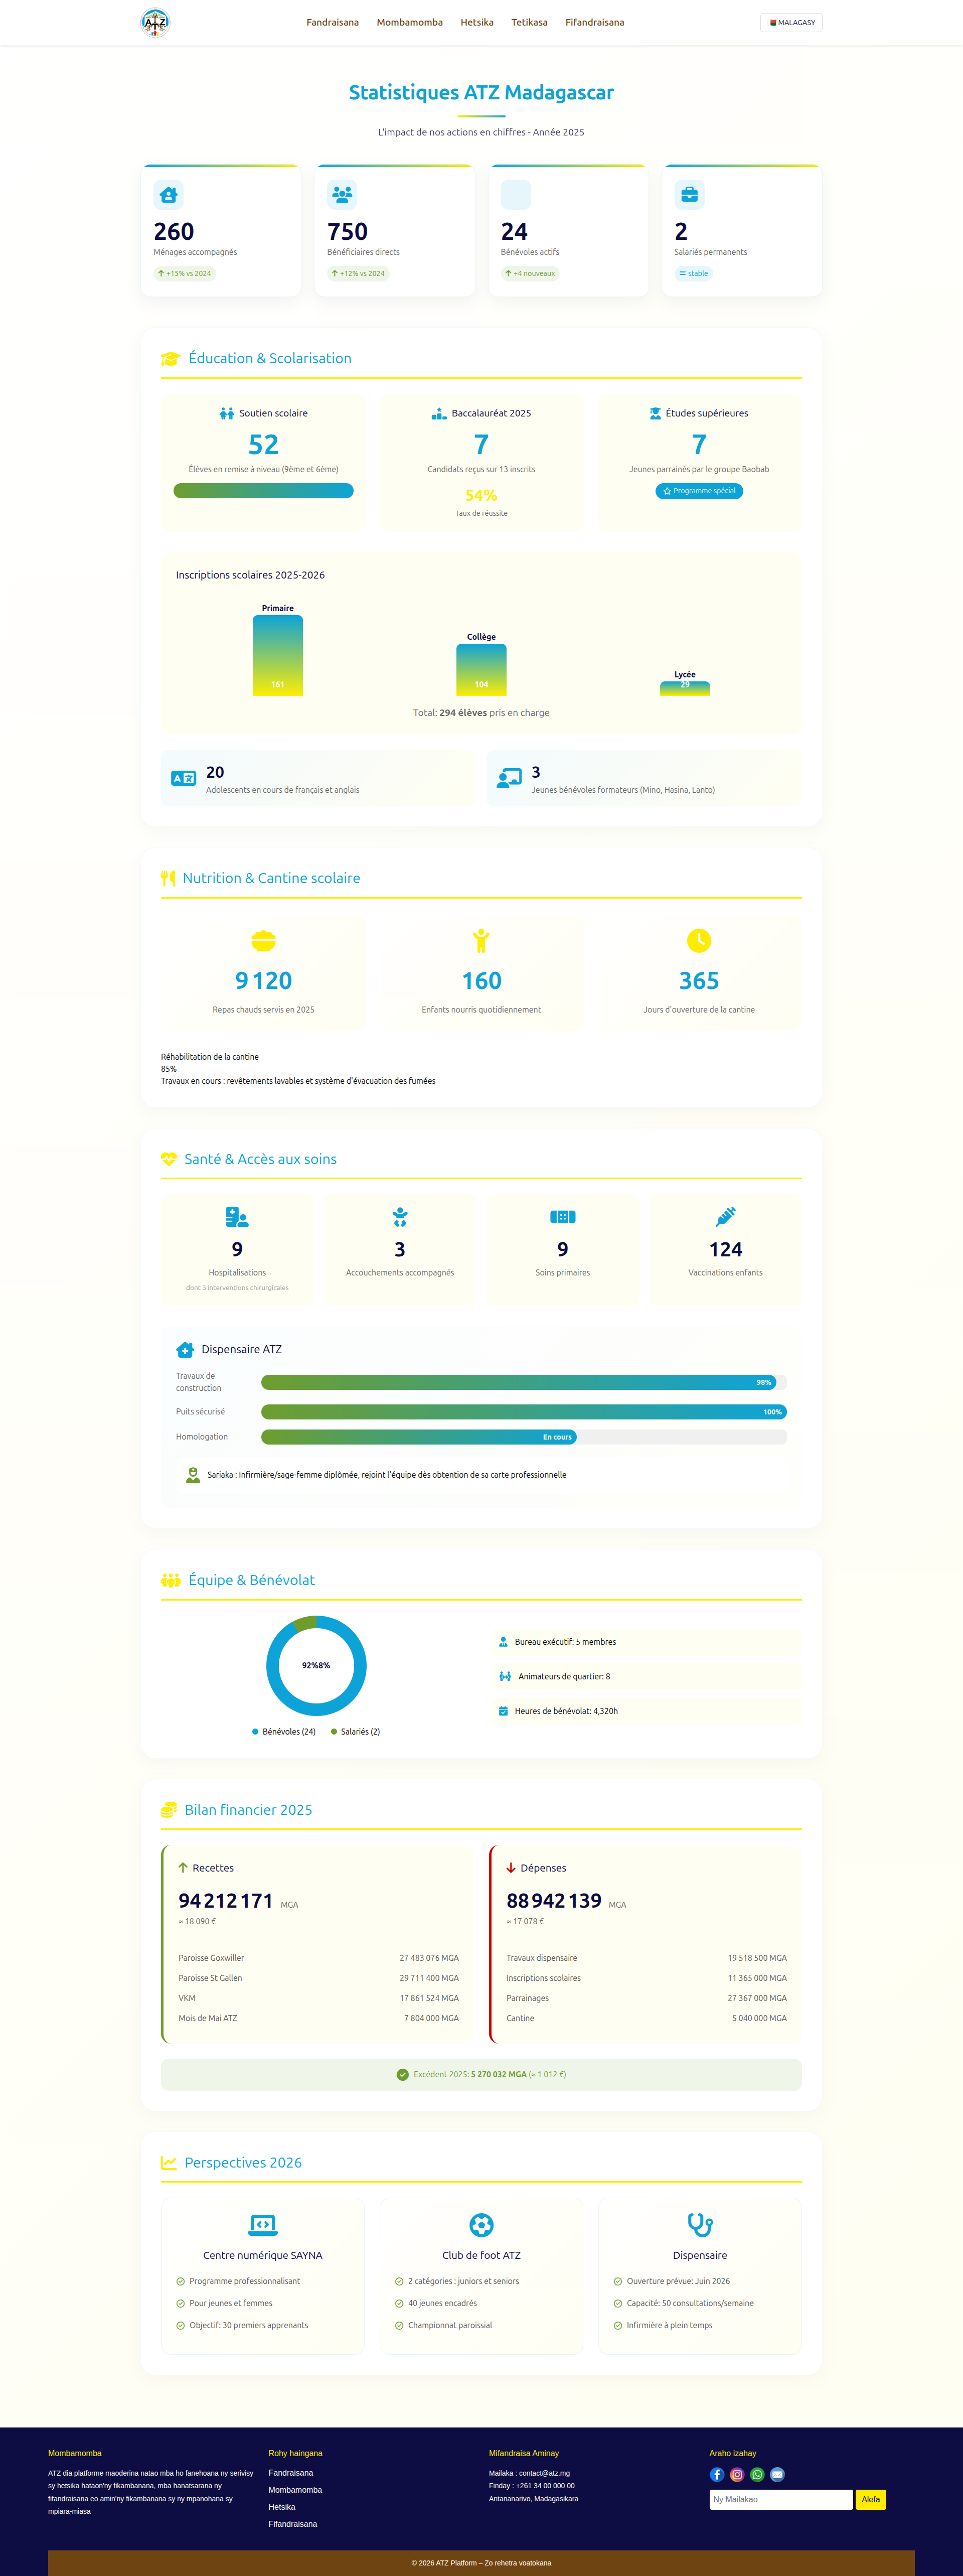 ATZ
Fandraisana
Mombamomba
Hetsika
Tetikasa
Fifandraisana
MALAGASY
Statistiques ATZ Madagascar
L'impact de nos actions en chiffres - Année 2025
260
Ménages accompagnés
+15% vs 2024
750
Bénéficiaires directs
+12% vs 2024
24
Bénévoles actifs
+4 nouveaux
2
Salariés permanents
stable
Éducation & Scolarisation
Soutien scolaire
52
Élèves en remise à niveau (9ème et 6ème)
Baccalauréat 2025
7
Candidats reçus sur 13 inscrits
54%
Taux de réussite
Études supérieures
7
Jeunes parrainés par le groupe Baobab
Programme spécial
Inscriptions scolaires 2025-2026
Primaire
161
Collège
104
Lycée
29
Total: 294 élèves pris en charge
20
Adolescents en cours de français et anglais
3
Jeunes bénévoles formateurs (Mino, Hasina, Lanto)
Nutrition & Cantine scolaire
9 120
Repas chauds servis en 2025
160
Enfants nourris quotidiennement
365
Jours d'ouverture de la cantine
Réhabilitation de la cantine
85%
Travaux en cours : revêtements lavables et système d'évacuation des fumées
Santé & Accès aux soins
9
Hospitalisations
dont 3 interventions chirurgicales
3
Accouchements accompagnés
9
Soins primaires
124
Vaccinations enfants
Dispensaire ATZ
Travaux de
construction
98%
Puits sécurisé
100%
Homologation
En cours
Sariaka : Infirmière/sage-femme diplômée, rejoint l'équipe dès obtention de sa carte professionnelle
Équipe & Bénévolat
92%8%
Bénévoles (24)
Salariés (2)
Bureau exécutif: 5 membres
Animateurs de quartier: 8
Heures de bénévolat: 4,320h
Bilan financier 2025
Recettes
94 212 171 MGA
≈ 18 090 €
Paroisse Goxwiller 27 483 076 MGA
Paroisse St Gallen 29 711 400 MGA
VKM 17 861 524 MGA
Mois de Mai ATZ 7 804 000 MGA
Dépenses
88 942 139 MGA
≈ 17 078 €
Travaux dispensaire 19 518 500 MGA
Inscriptions scolaires 11 365 000 MGA
Parrainages 27 367 000 MGA
Cantine 5 040 000 MGA
Excédent 2025: 5 270 032 MGA (≈ 1 012 €)
Perspectives 2026
Centre numérique SAYNA
Programme professionnalisant
Pour jeunes et femmes
Objectif: 30 premiers apprenants
Club de foot ATZ
2 catégories : juniors et seniors
40 jeunes encadrés
Championnat paroissial
Dispensaire
Ouverture prévue: Juin 2026
Capacité: 50 consultations/semaine
Infirmière à plein temps
Mombamomba
ATZ dia platforme maoderina natao mba ho fanehoana ny serivisy
sy hetsika hataon'ny fikambanana, mba hanatsarana ny
fifandraisana eo amin'ny fikambanana sy ny mpanohana sy
mpiara-miasa
Rohy haingana
Fandraisana
Mombamomba
Hetsika
Fifandraisana
Mifandraisa Aminay
Mailaka : contact@atz.mg
Finday : +261 34 00 000 00
Antananarivo, Madagasikara
Araho izahay
Ny Mailakao
Alefa
© 2026 ATZ Platform – Zo rehetra voatokana